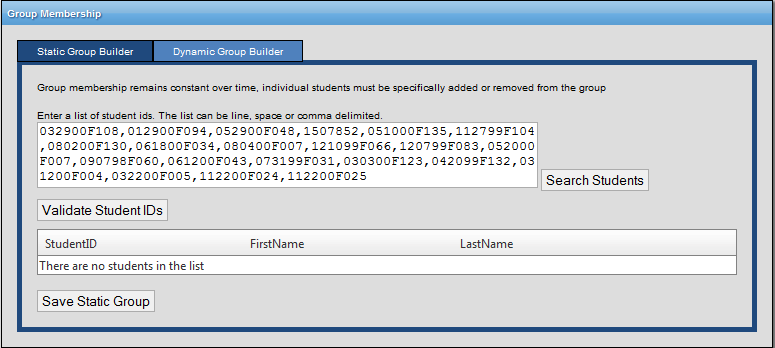 Group Membership
Static Group Builder Dynamic Group Builder
Group membership remains constant over time, individual students must be specifically added or removed from the group
Enter a list of student ids. The list can be line, space or comma delimited.
032900F108,012900F094,052900F048,1507852,051000F135,112799F104
,080200F130,061800F034,080400F007,121099F066,120799F083,052000
F007,090798F060,061200F043,073199F031,030300F123,042099F132,03
1200F004,032200F005,112200F024,112200F025
Search Students
Validate Student IDs
StudentID FirstName LastName
There are no students in the list
Save Static Group